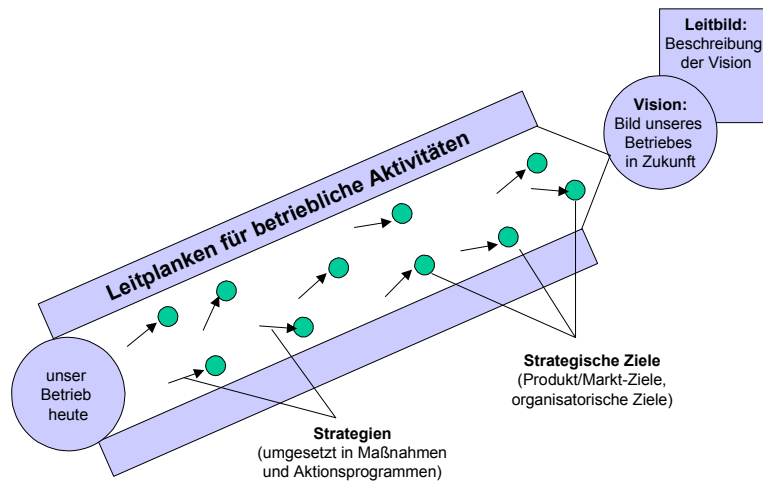 Leitbild:
Beschreibung
der Vision
Vision:
Bild unseres
Betriebes
in Zukunft
Leitplanken für betriebliche Aktivitäten
unser
Betrieb
heute
Strategische Ziele
(Produkt/Markt-Ziele,
organisatorische Ziele)
Strategien
(umgesetzt in Maßnahmen
und Aktionsprogrammen)